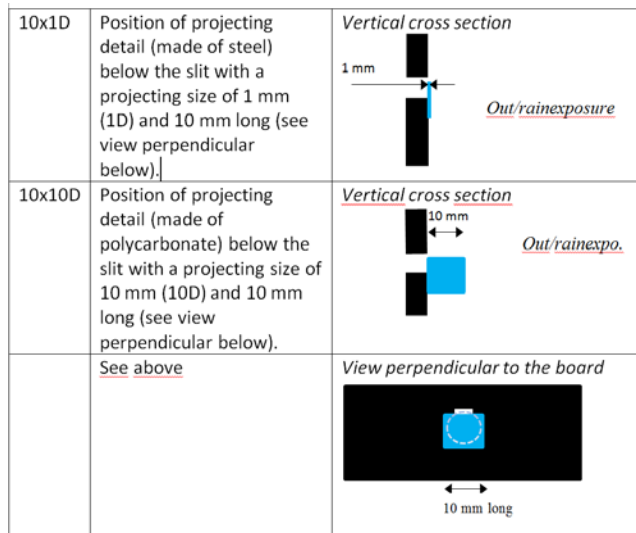 10x1D
Position of projecting
detail (made of steel)
below the slit with a
projecting size of 1 mm
(1D) and 10 mm long (see
view perpendicular
below).
Vertical cross section
1 mm
Out/rainexposure
10x10D
Position of projecting
detail (made of
polycarbonate) below the
slit with a projecting size of
10 mm (10D) and 10 mm
long (see view
perpendicular below).
Vertical cross section
10 mm
Out/rainexpo.
See above
View perpendicular to the board
10 mm long